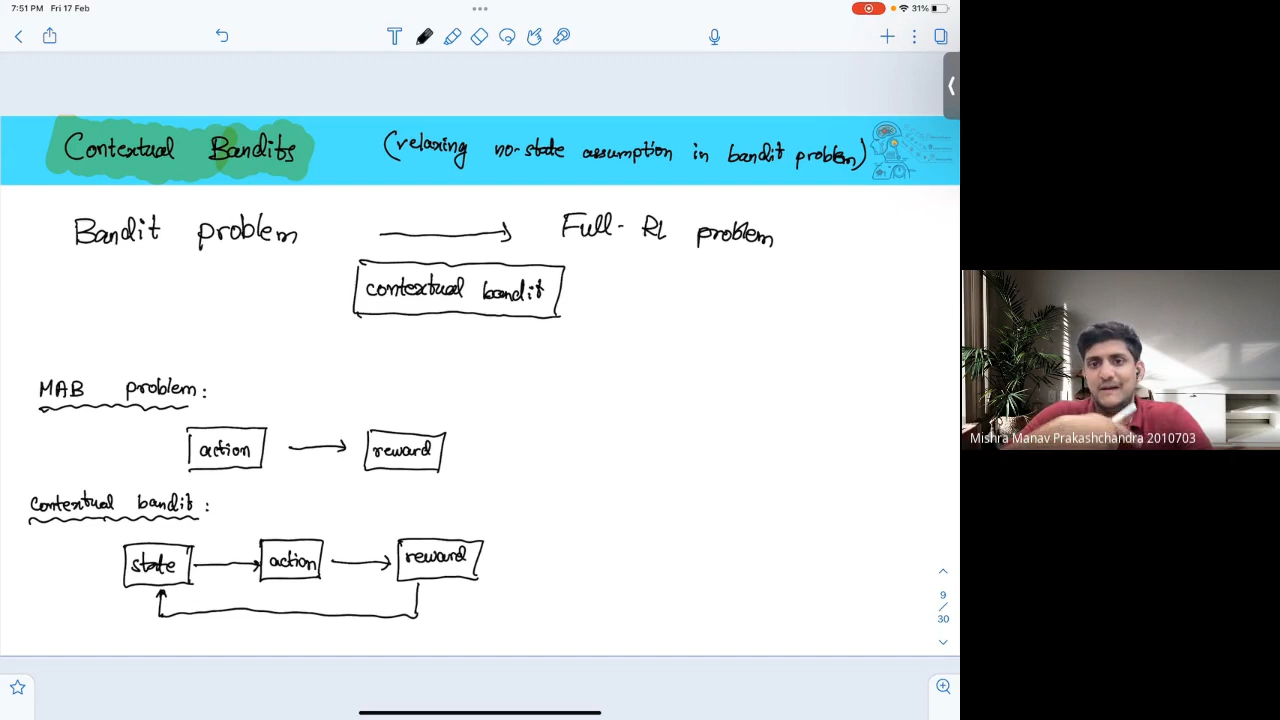 7:51 PM Fri 17 Feb
31%
Contextual Bandits (relaxing no-state assumption in bandit problem)
Bandit problem → Full-RL problem
contextual bandit
MAB problem:
action → reward
Contextual bandit:
state → action → reward
9
/
30
Mishra Manav Prakashchandra 2010703